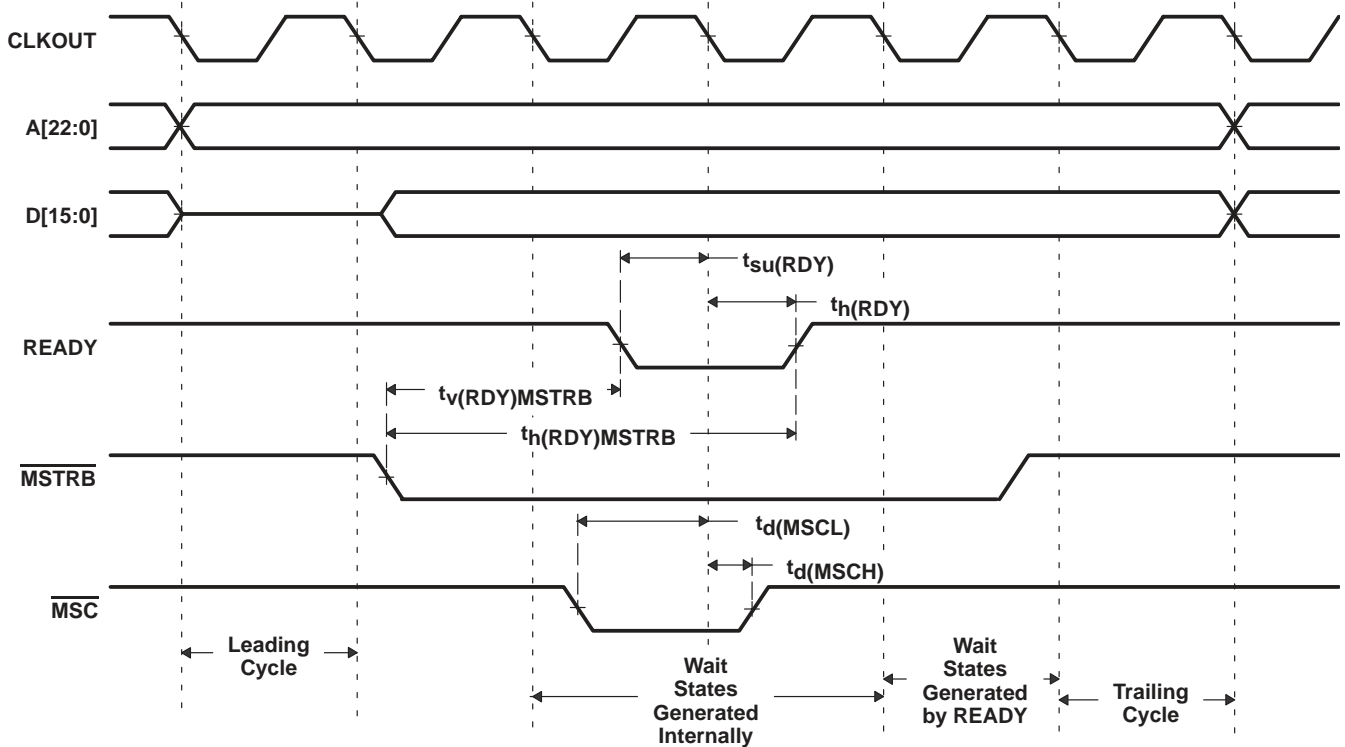 CLKOUT
A[22:0]
D[15:0]
tsu(RDY)
th(RDY)
READY
tv(RDY)MSTRB
th(RDY)MSTRB
MSTRB
td(MSCL)
td(MSCH)
MSC
Leading
Cycle
Wait
States
Generated
Internally
Wait
States
Generated
by READY
Trailing
Cycle